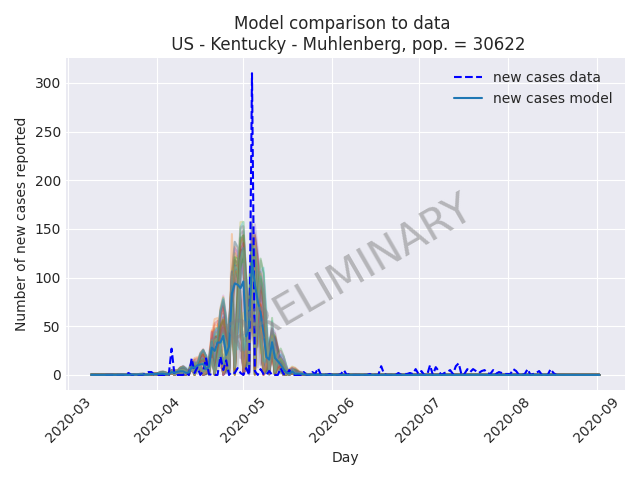 Model comparison to data
US - Kentucky - Muhlenberg, pop. = 30622
new cases data
new cases model
PRELIMINARY
Number of new cases reported
300
250
200
150
100
50
0
2020-03
2020-04
2020-05
2020-06
2020-07
2020-08
2020-09
Day